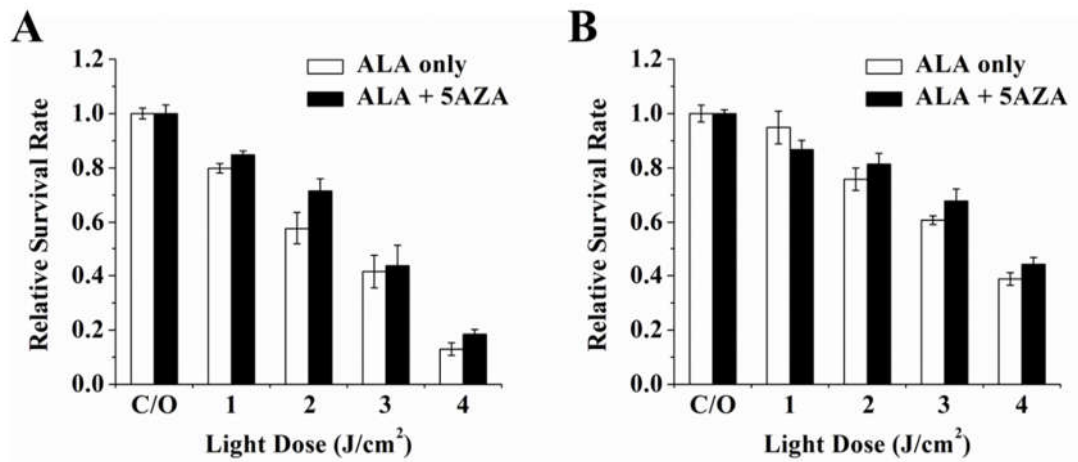 A
1.2
1.0
0.8
0.6
0.4
0.2
0.0
Relative Survival Rate
ALA only
ALA + 5AZA
C/O 1 2 3 4
Light Dose (J/cm²)
B
1.2
1.0
0.8
0.6
0.4
0.2
0.0
Relative Survival Rate
ALA only
ALA + 5AZA
C/O 1 2 3 4
Light Dose (J/cm²)